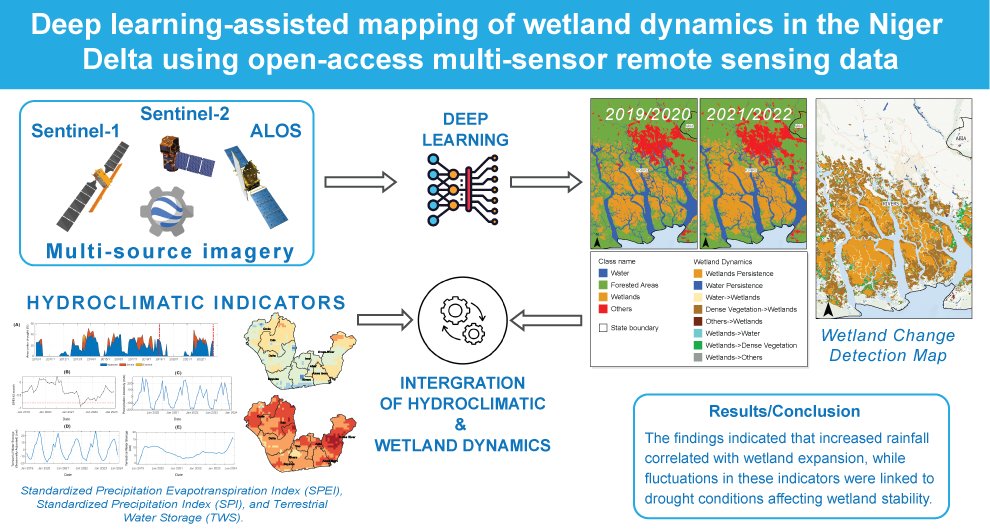 Deep learning-assisted mapping of wetland dynamics in the Niger
Delta using open-access multi-sensor remote sensing data
Sentinel-1
Sentinel-2
ALOS
Multi-source imagery
DEEP
LEARNING
2019/2020
2021/2022
Class name
Water
Forested Areas
Wetlands
Others
State boundary
Wetland Dynamics
Wetlands Persistence
Water Persistence
Water->Wetlands
Dense Vegetation->Wetlands
Others->Wetlands
Wetlands->Water
Wetlands->Dense Vegetation
Wetlands->Others
ABIA
Wetland Change
Detection Map
HYDROCLIMATIC INDICATORS
(A)
(B)
(C)
Date
Date
(D)
(E)
Date
Date
Standardized Precipitation Evapotranspiration Index (SPEI),
Standardized Precipitation Index (SPI), and Terrestrial
Water Storage (TWS).
INTERGRATION
OF HYDROCLIMATIC
&
WETLAND DYNAMICS
Results/Conclusion
The findings indicated that increased rainfall
correlated with wetland expansion, while
fluctuations in these indicators were linked to
drought conditions affecting wetland stability.